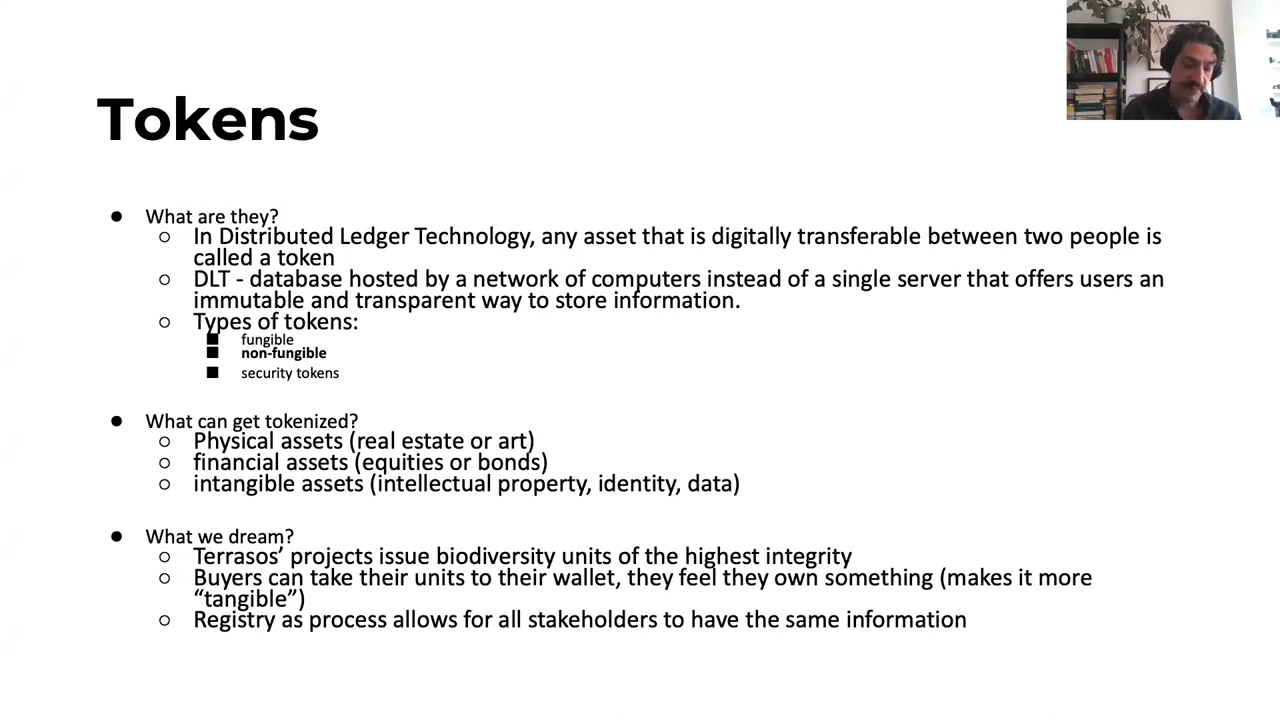 Tokens
● What are they?
○ In Distributed Ledger Technology, any asset that is digitally transferable between two people is
called a token
○ DLT - database hosted by a network of computers instead of a single server that offers users an
immutable and transparent way to store information.
○ Types of tokens:
■ fungible
■ non-fungible
■ security tokens
● What can get tokenized?
○ Physical assets (real estate or art)
○ financial assets (equities or bonds)
○ intangible assets (intellectual property, identity, data)
● What we dream?
○ Terrasos’ projects issue biodiversity units of the highest integrity
○ Buyers can take their units to their wallet, they feel they own something (makes it more
“tangible”)
○ Registry as process allows for all stakeholders to have the same information